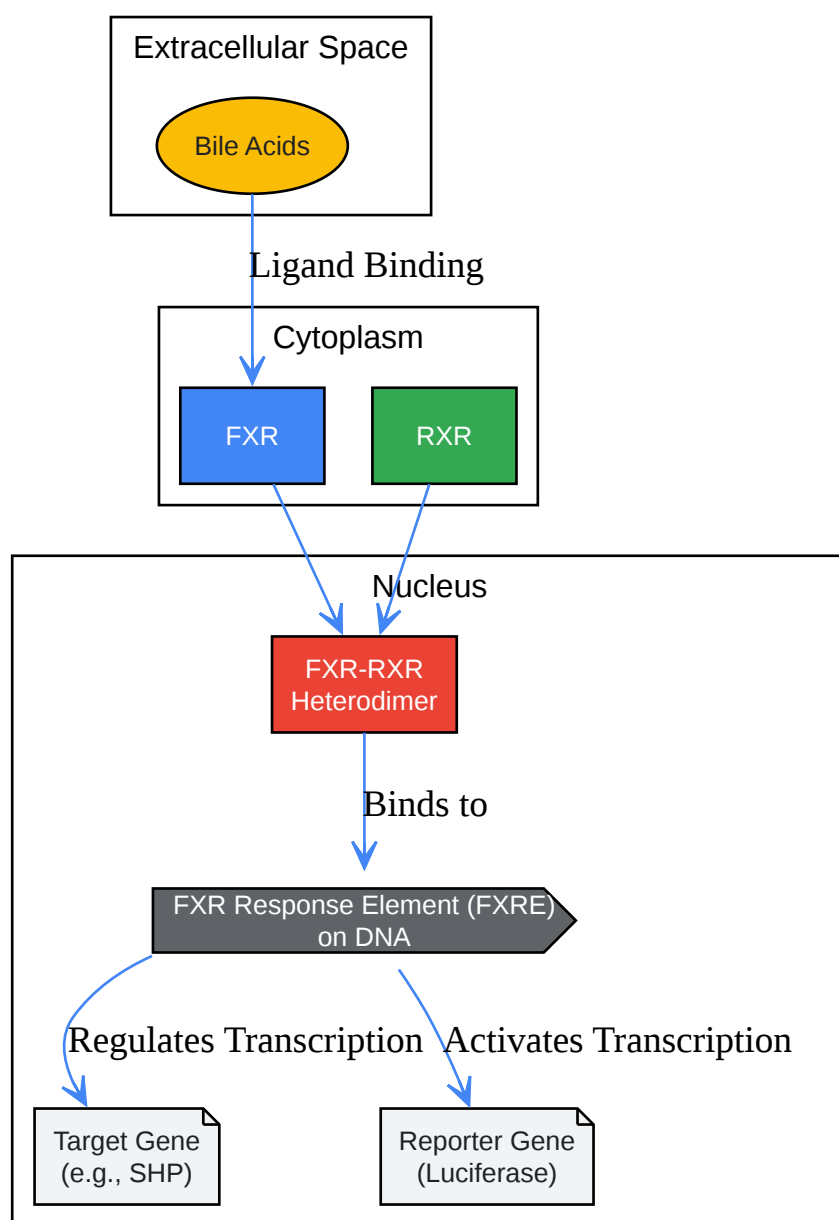 Extracellular Space
Bile Acids
Ligand Binding
Cytoplasm
FXR
RXR
Nucleus
FXR-RXR
Heterodimer
Binds to
FXR Response Element (FXRE)
on DNA
Regulates Transcription
Activates Transcription
Target Gene
(e.g., SHP)
Reporter Gene
(Luciferase)